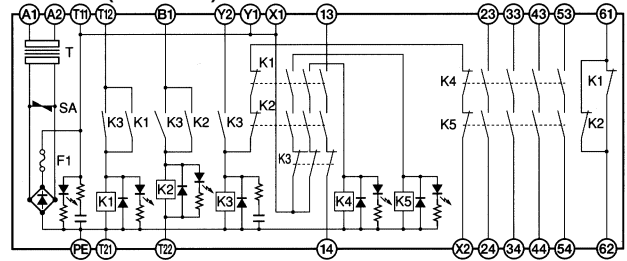 A1 A2 T11 T12 B1 Y2 Y1 X1 13 23 33 43 53 61
T
K1
K4
K1
SA
K3 K1 K3 K2 K3
K2
K5
K2
F1
K3
K1 K2 K3 K4 K5
PE T21 T22 14 X2 24 34 44 54 62